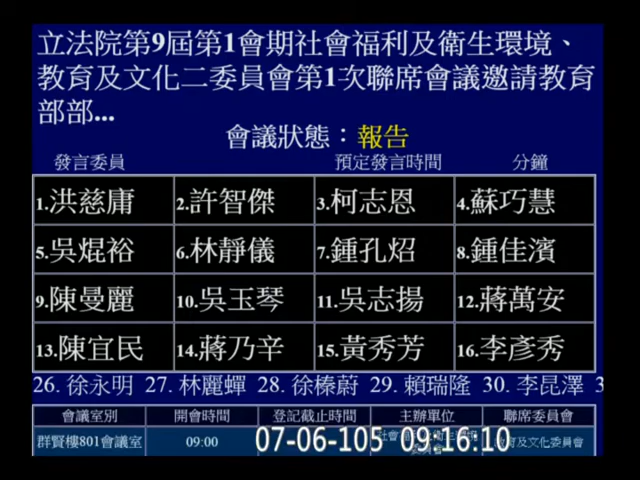 立法院第9屆第1會期社會福利及衛生環境、
教育及文化二委員會第1次聯席會議邀請教育
部部...
會議狀態：報告
發言委員 預定發言時間 分鐘
1.洪慈庸 2.許智傑 3.柯志恩 4.蘇巧慧
5.吳焜裕 6.林靜儀 7.鍾孔炤 8.鍾佳濱
9.陳曼麗 10.吳玉琴 11.吳志揚 12.蔣萬安
13.陳宜民 14.蔣乃辛 15.黃秀芳 16.李彥秀
26. 徐永明 27. 林麗蟬 28. 徐榛蔚 29. 賴瑞隆 30. 李昆澤 3
會議室別 開會時間 登記截止時間 主辦單位 聯席委員會
群賢樓801會議室 09:00 教育及文化委員會
07-06-105 09:16:10